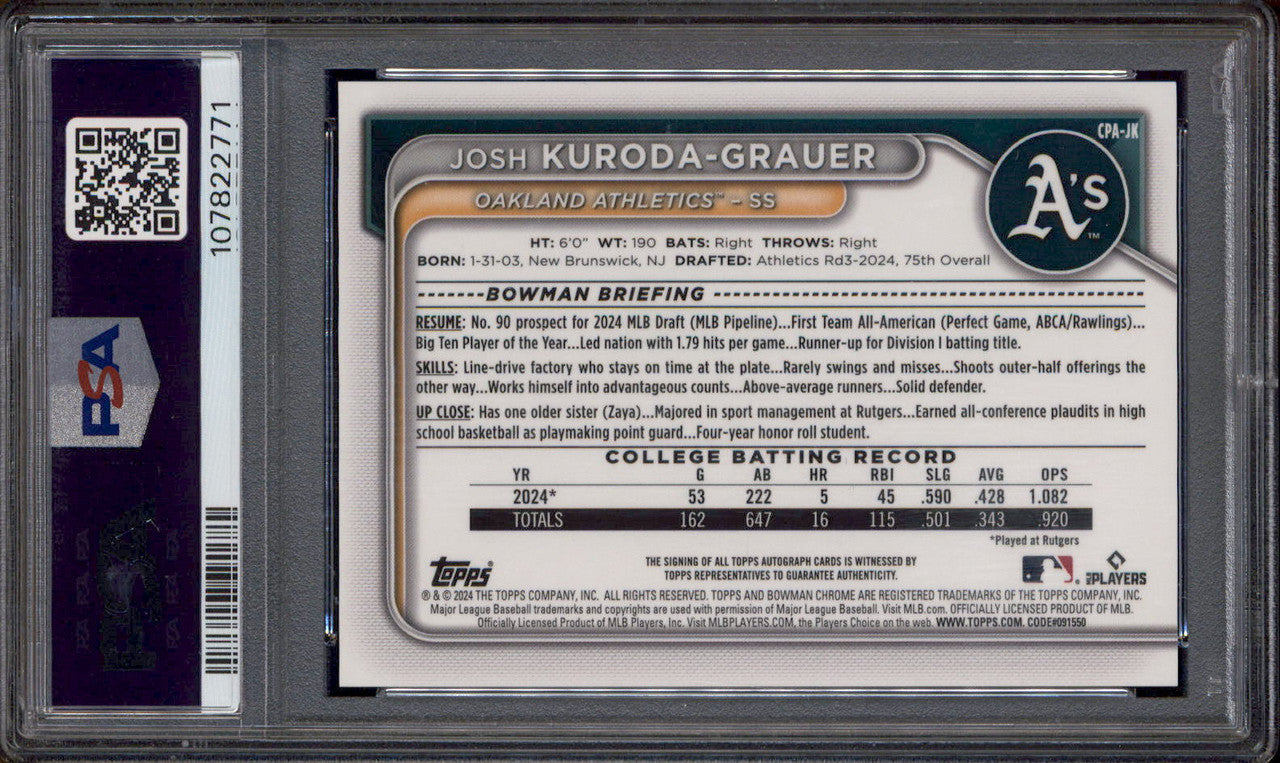 PSA
107822771
CPA-JK
JOSH KURODA-GRAUER
A's™
OAKLAND ATHLETICS™ – SS
HT: 6'0" WT: 190 BATS: Right THROWS: Right
BORN: 1-31-03, New Brunswick, NJ DRAFTED: Athletics Rd3-2024, 75th Overall
-------BOWMAN BRIEFING -------
RESUME: No. 90 prospect for 2024 MLB Draft (MLB Pipeline)...First Team All-American (Perfect Game, ABCA/Rawlings)...
Big Ten Player of the Year...Led nation with 1.79 hits per game...Runner-up for Division I batting title.
SKILLS: Line-drive factory who stays on time at the plate...Rarely swings and misses...Shoots outer-half offerings the
other way...Works himself into advantageous counts...Above-average runners...Solid defender.
UP CLOSE: Has one older sister (Zaya)...Majored in sport management at Rutgers...Earned all-conference plaudits in high
school basketball as playmaking point guard...Four-year honor roll student.
COLLEGE BATTING RECORD
YR G AB HR RBI SLG AVG OPS
2024* 53 222 5 45 .590 .428 1.082
TOTALS 162 647 16 115 .501 .343 .920
*Played at Rutgers
Topps®
THE SIGNING OF ALL TOPPS AUTOGRAPH CARDS IS WITNESSED BY
TOPPS REPRESENTATIVES TO GUARANTEE AUTHENTICITY.
PLAYERS
® & © 2024 THE TOPPS COMPANY, INC. ALL RIGHTS RESERVED. TOPPS AND BOWMAN CHROME ARE REGISTERED TRADEMARKS OF THE TOPPS COMPANY, INC.
Major League Baseball trademarks and copyrights are used with permission of Major League Baseball. Visit MLB.com. OFFICIALLY LICENSED PRODUCT OF MLB.
Officially Licensed Product of MLB Players, Inc. Visit MLBPLAYERS.COM, the Players Choice on the web. WWW.TOPPS.COM. CODE#091550